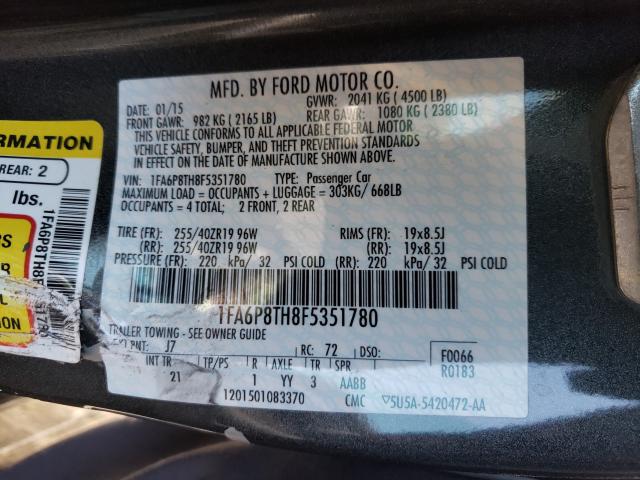 MFD. BY FORD MOTOR CO.
DATE: 01/15 GVWR: 2041 KG ( 4500 LB)
FRONT GAWR: 982 KG ( 2165 LB) REAR GAWR: 1080 KG ( 2380 LB)
THIS VEHICLE CONFORMS TO ALL APPLICABLE FEDERAL MOTOR
VEHICLE SAFETY, BUMPER, AND THEFT PREVENTION STANDARDS
IN EFFECT ON THE DATE OF MANUFACTURE SHOWN ABOVE.
VIN: 1FA6P8TH8F5351780 TYPE: Passenger Car
MAXIMUM LOAD = OCCUPANTS + LUGGAGE = 303KG/ 668LB
OCCUPANTS = 4 TOTAL; 2 FRONT, 2 REAR
TIRE (FR): 255/40ZR19 96W RIMS (FR): 19x8.5J
(RR): 255/40ZR19 96W (RR): 19x8.5J
PRESSURE (FR): 220 kPa/ 32 PSI COLD (RR): 220 kPa/ 32 PSI COLD
1FA6P8TH8F5351780
TRAILER TOWING - SEE OWNER GUIDE
EXT PNT: J7 RC: 72 DSO:
INT TR TP/PS R AXLE TR SPR
21 1 YY 3 AABB
F0066
R0183
1201501083370 CMC ▽5U5A-5420472-AA
ORMATION
REAR: 2
lbs.